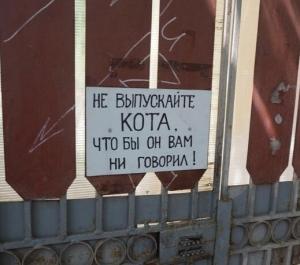 НЕ ВЫПУСКАЙТЕ
КОТА,
ЧТО БЫ ОН ВАМ
НИ ГОВОРИЛ!